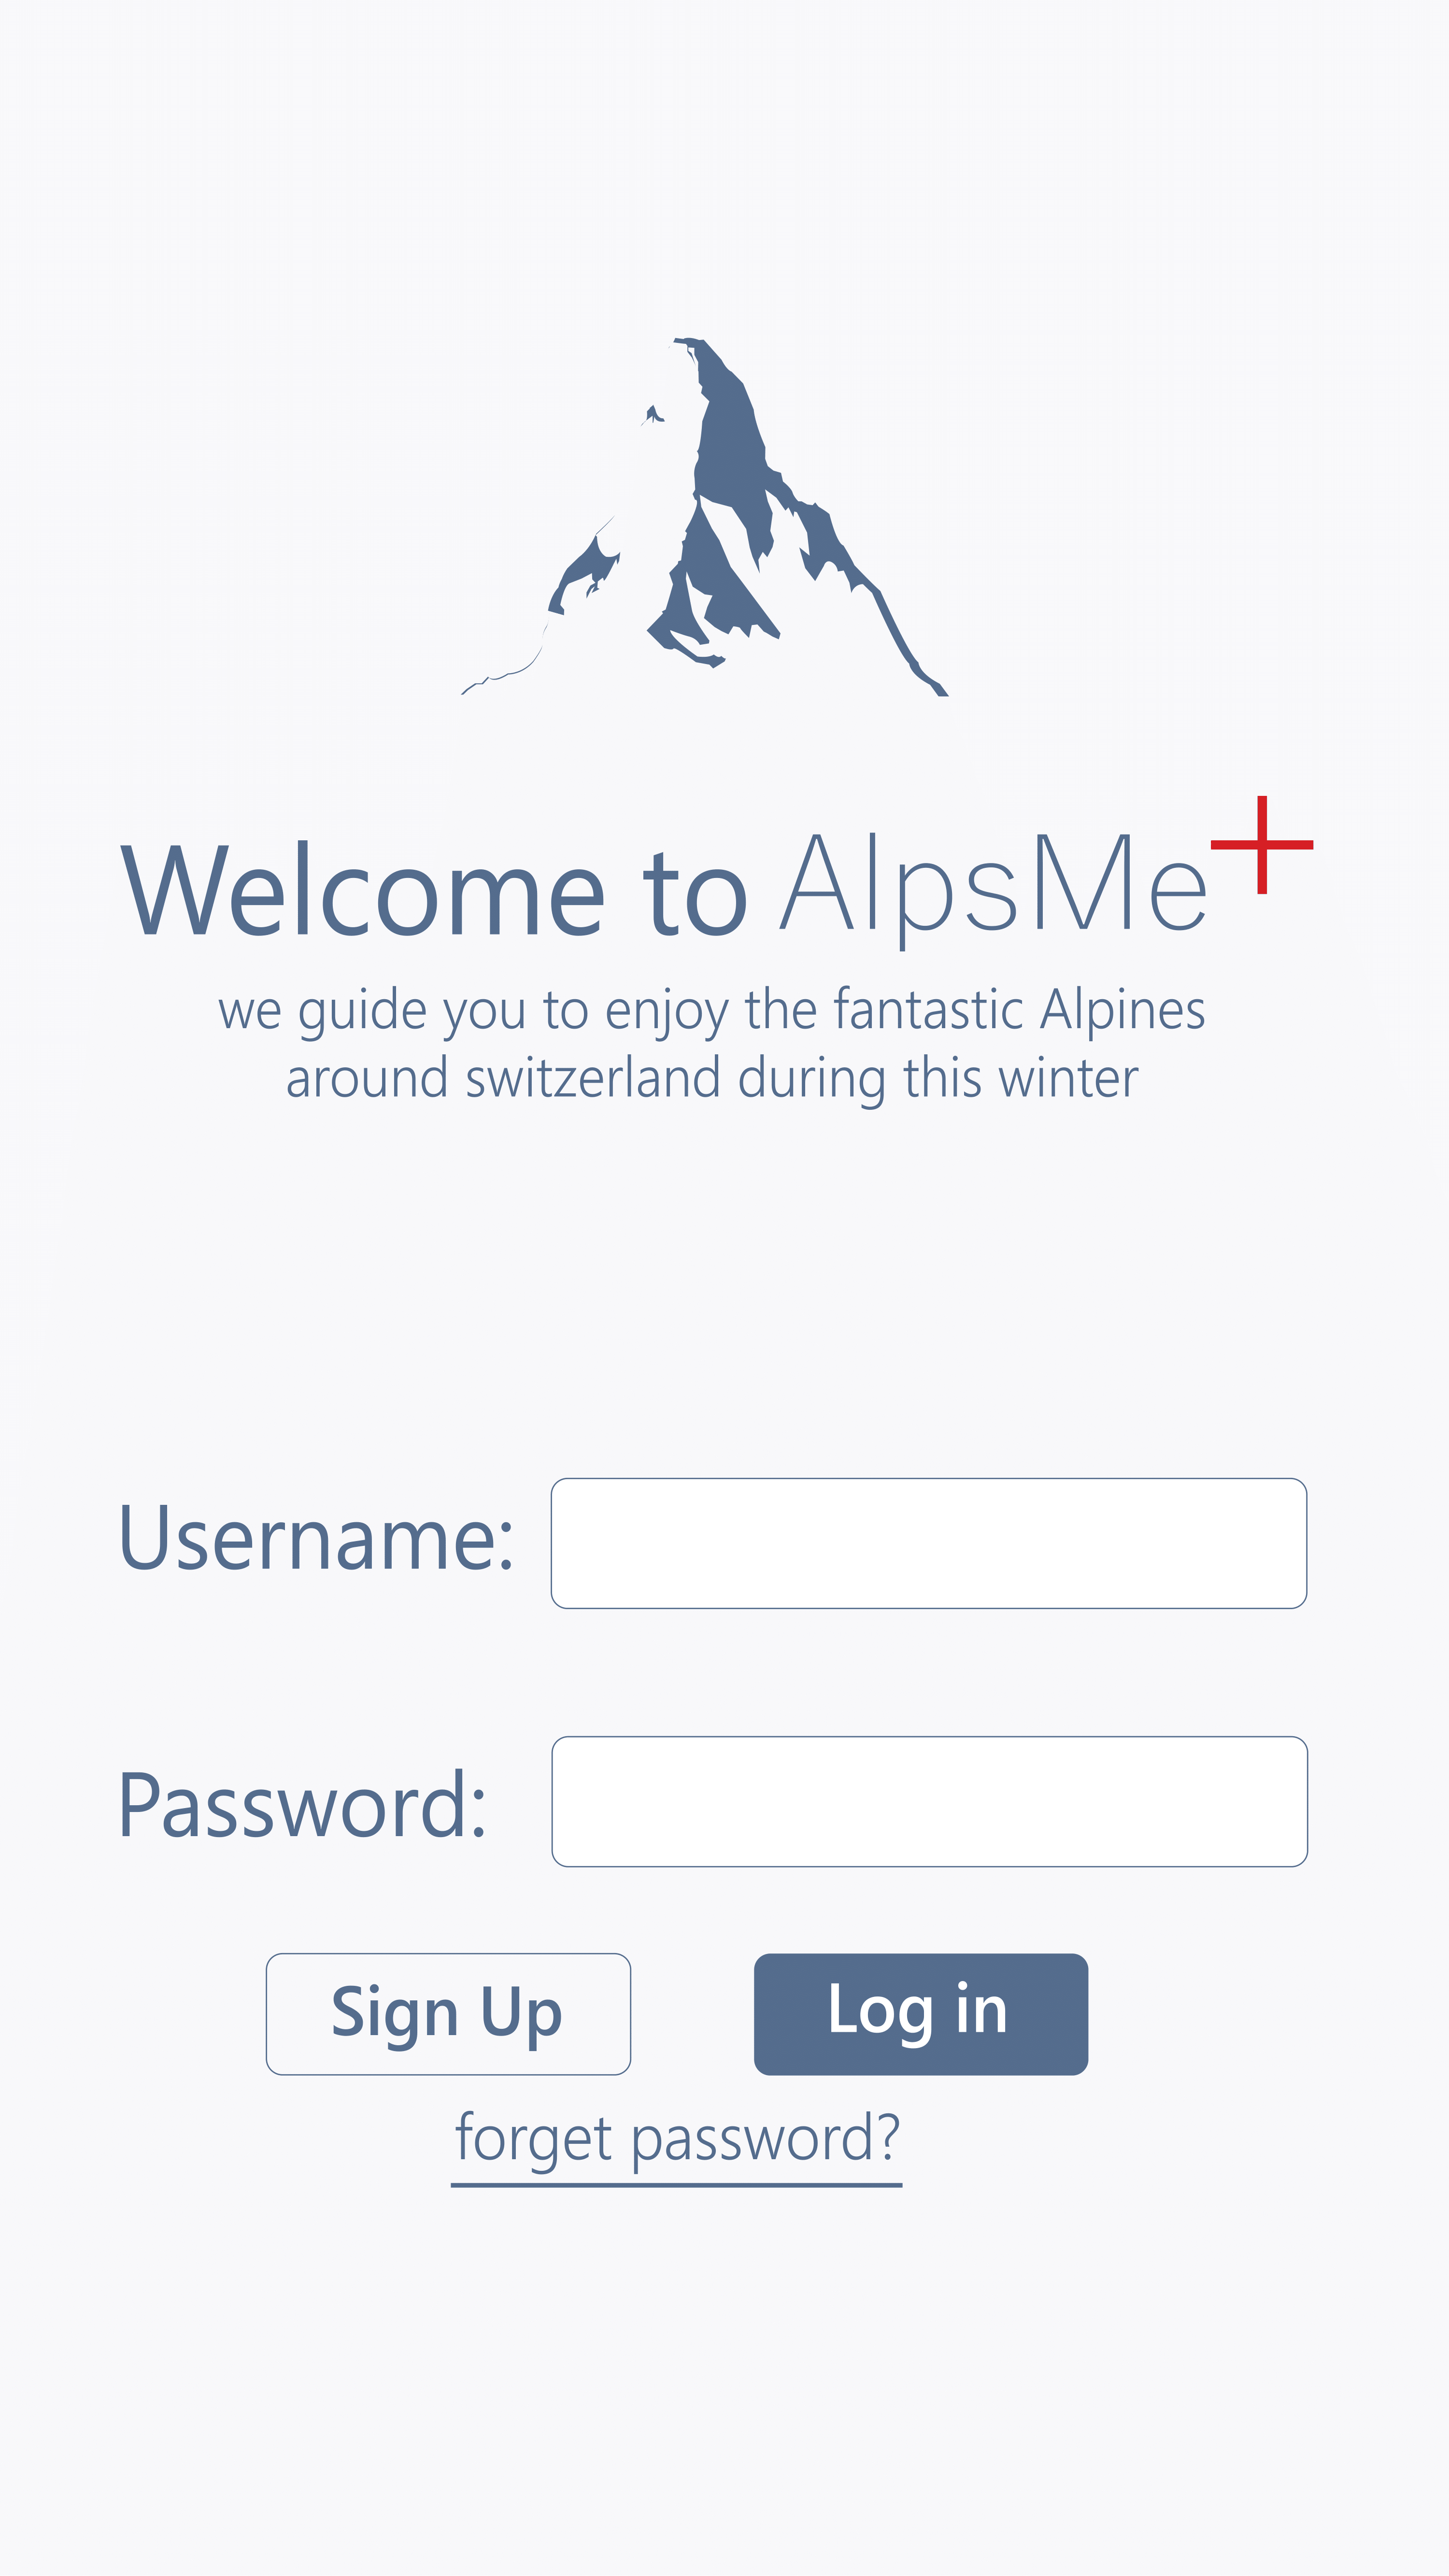 Welcome to AlpsMe+
we guide you to enjoy the fantastic Alpines
around switzerland during this winter
Username:
Password:
Sign Up
Log in
forget password?